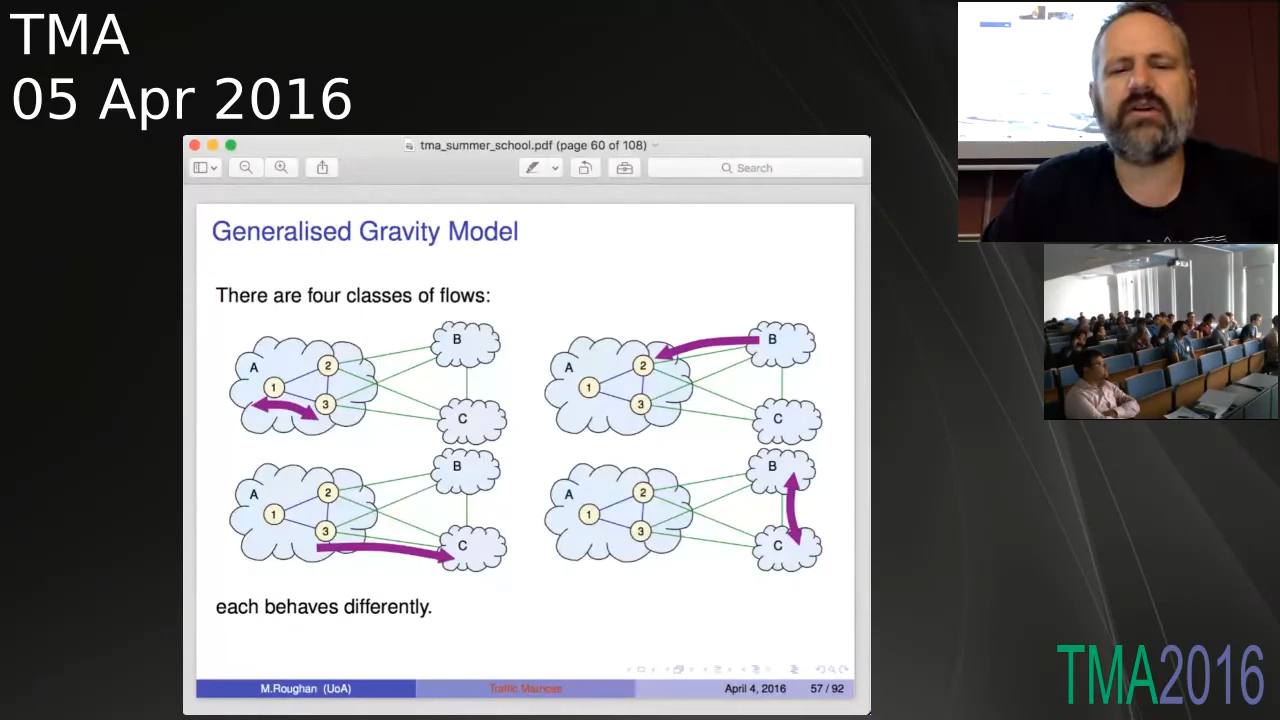 TMA
05 Apr 2016
tma_summer_school.pdf (page 60 of 108)
Search
Generalised Gravity Model
There are four classes of flows:
A 1 2 3 B C
A 1 2 3 B C
A 1 2 3 B C
A 1 2 3 B C
each behaves differently.
M.Roughan (UoA) Traffic Matrices April 4, 2016 57 / 92
TMA2016